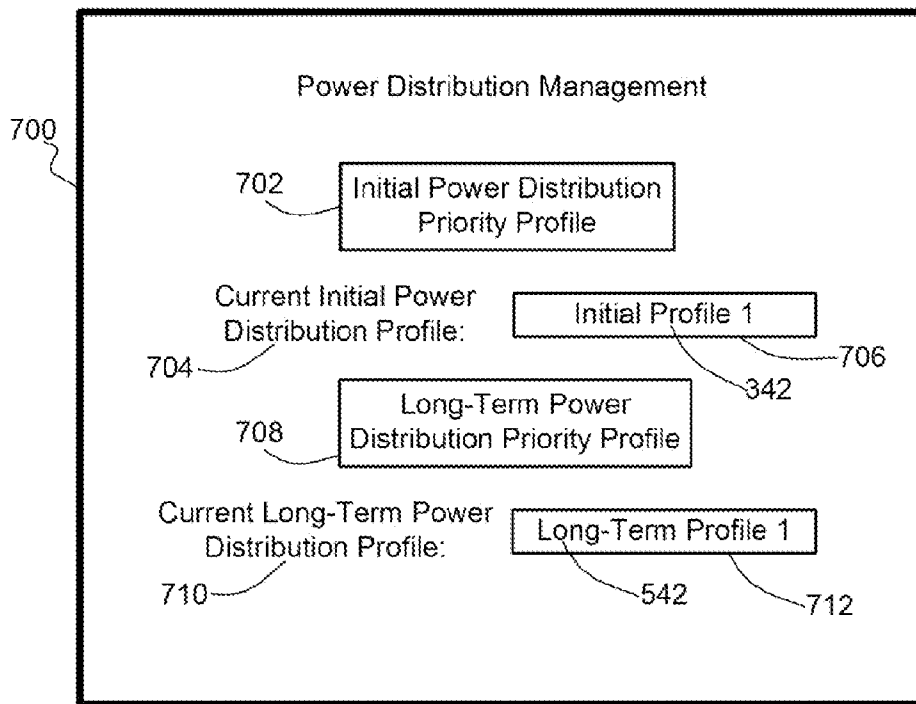 Power Distribution Management
700
702
Initial Power Distribution
Priority Profile
Current Initial Power
Distribution Profile:
Initial Profile 1
704
706
342
Long-Term Power
Distribution Priority Profile
708
Current Long-Term Power
Distribution Profile:
Long-Term Profile 1
710
542
712